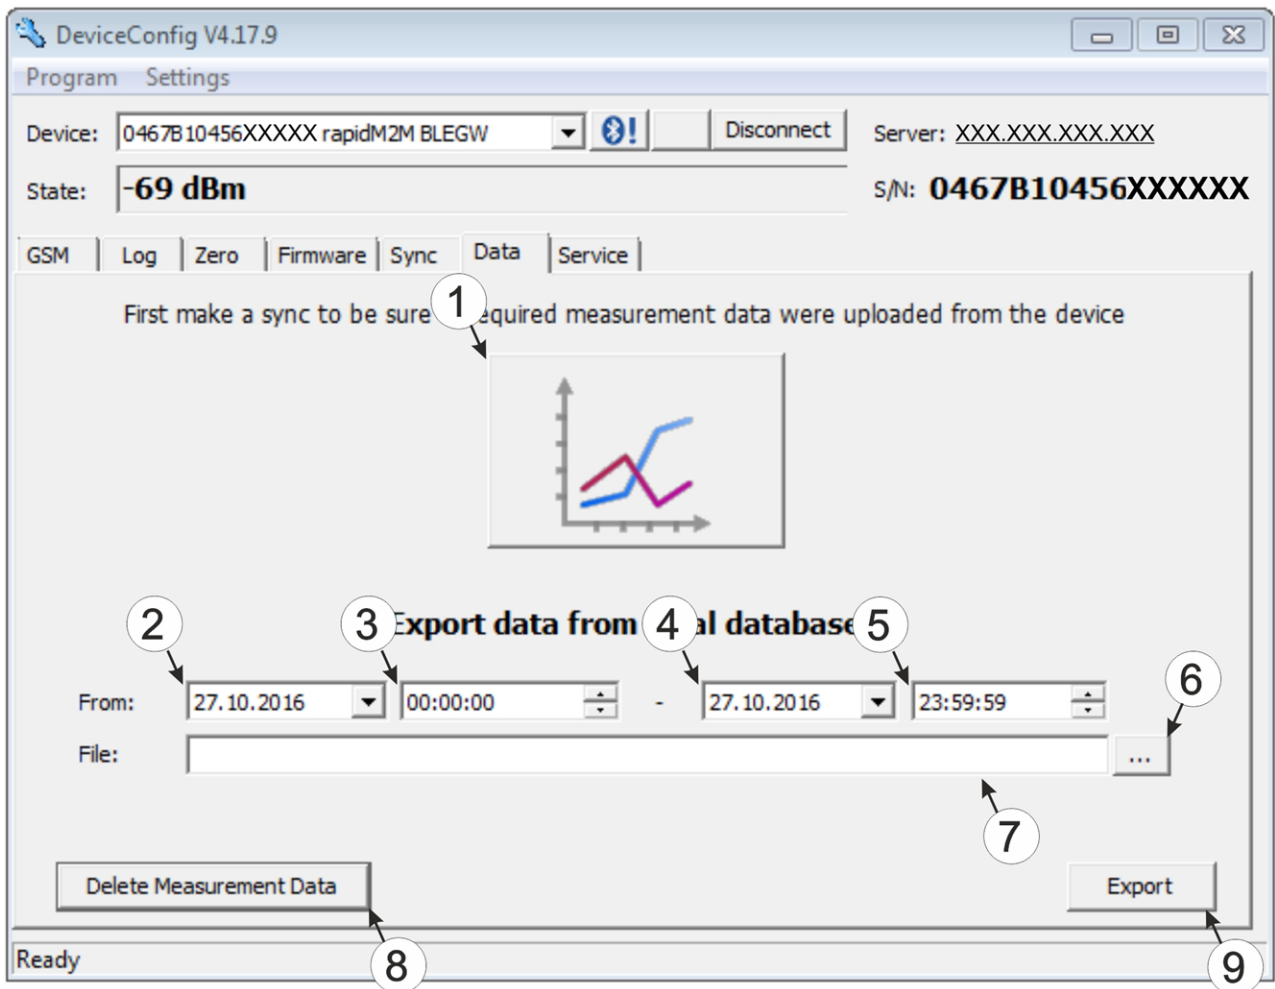 DeviceConfig V4.17.9
Program Settings
Device: 0467B10456XXXXX rapidM2M BLEGW Disconnect Server: XXX.XXX.XXX.XXX
State: -69 dBm S/N: 0467B10456XXXXXX
GSM Log Zero Firmware Sync Data Service
1
First make a sync to be sure equired measurement data were uploaded from the device
2 3 Export data from 4 al database 5
6
From: 27.10.2016 00:00:00 - 27.10.2016 23:59:59
File: ...
7
Delete Measurement Data Export
Ready 8 9